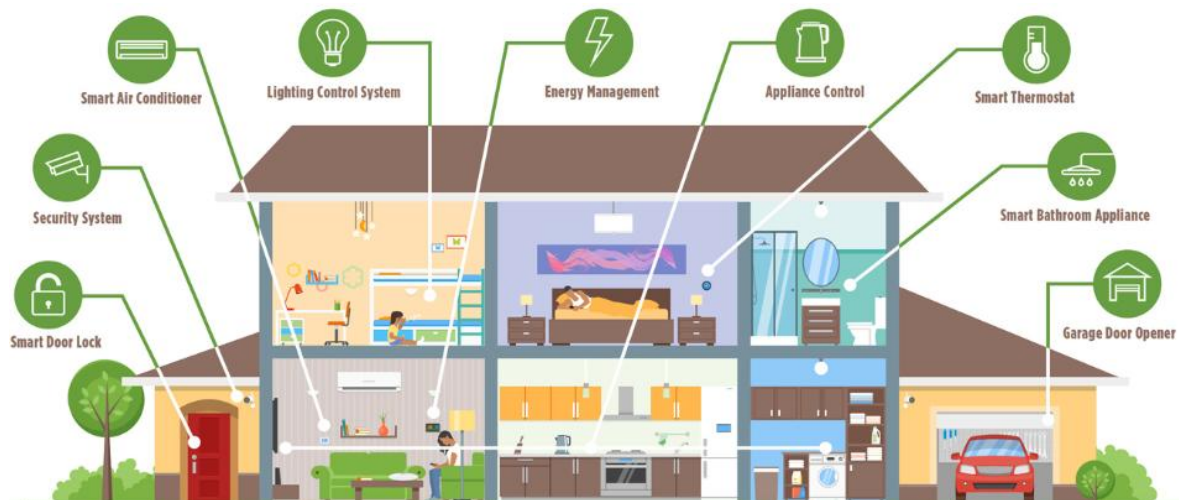 Smart Air Conditioner
Lighting Control System
Energy Management
Appliance Control
Smart Thermostat
Security System
Smart Bathroom Appliance
Smart Door Lock
Garage Door Opener